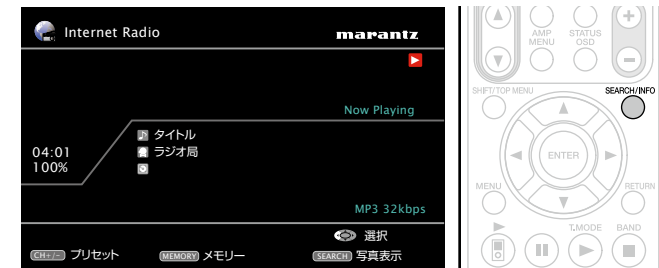 Internet Radio
marantz
Now Playing
タイトル
04:01
ラジオ局
100%
MP3 32kbps
選択
CH+/- プリセット
MEMORY メモリー
SEARCH 写真表示
AMP
MENU
STATUS
OSD
SHIFT/TOP MENU
SEARCH/INFO
ENTER
MENU
RETURN
T.MODE
BAND